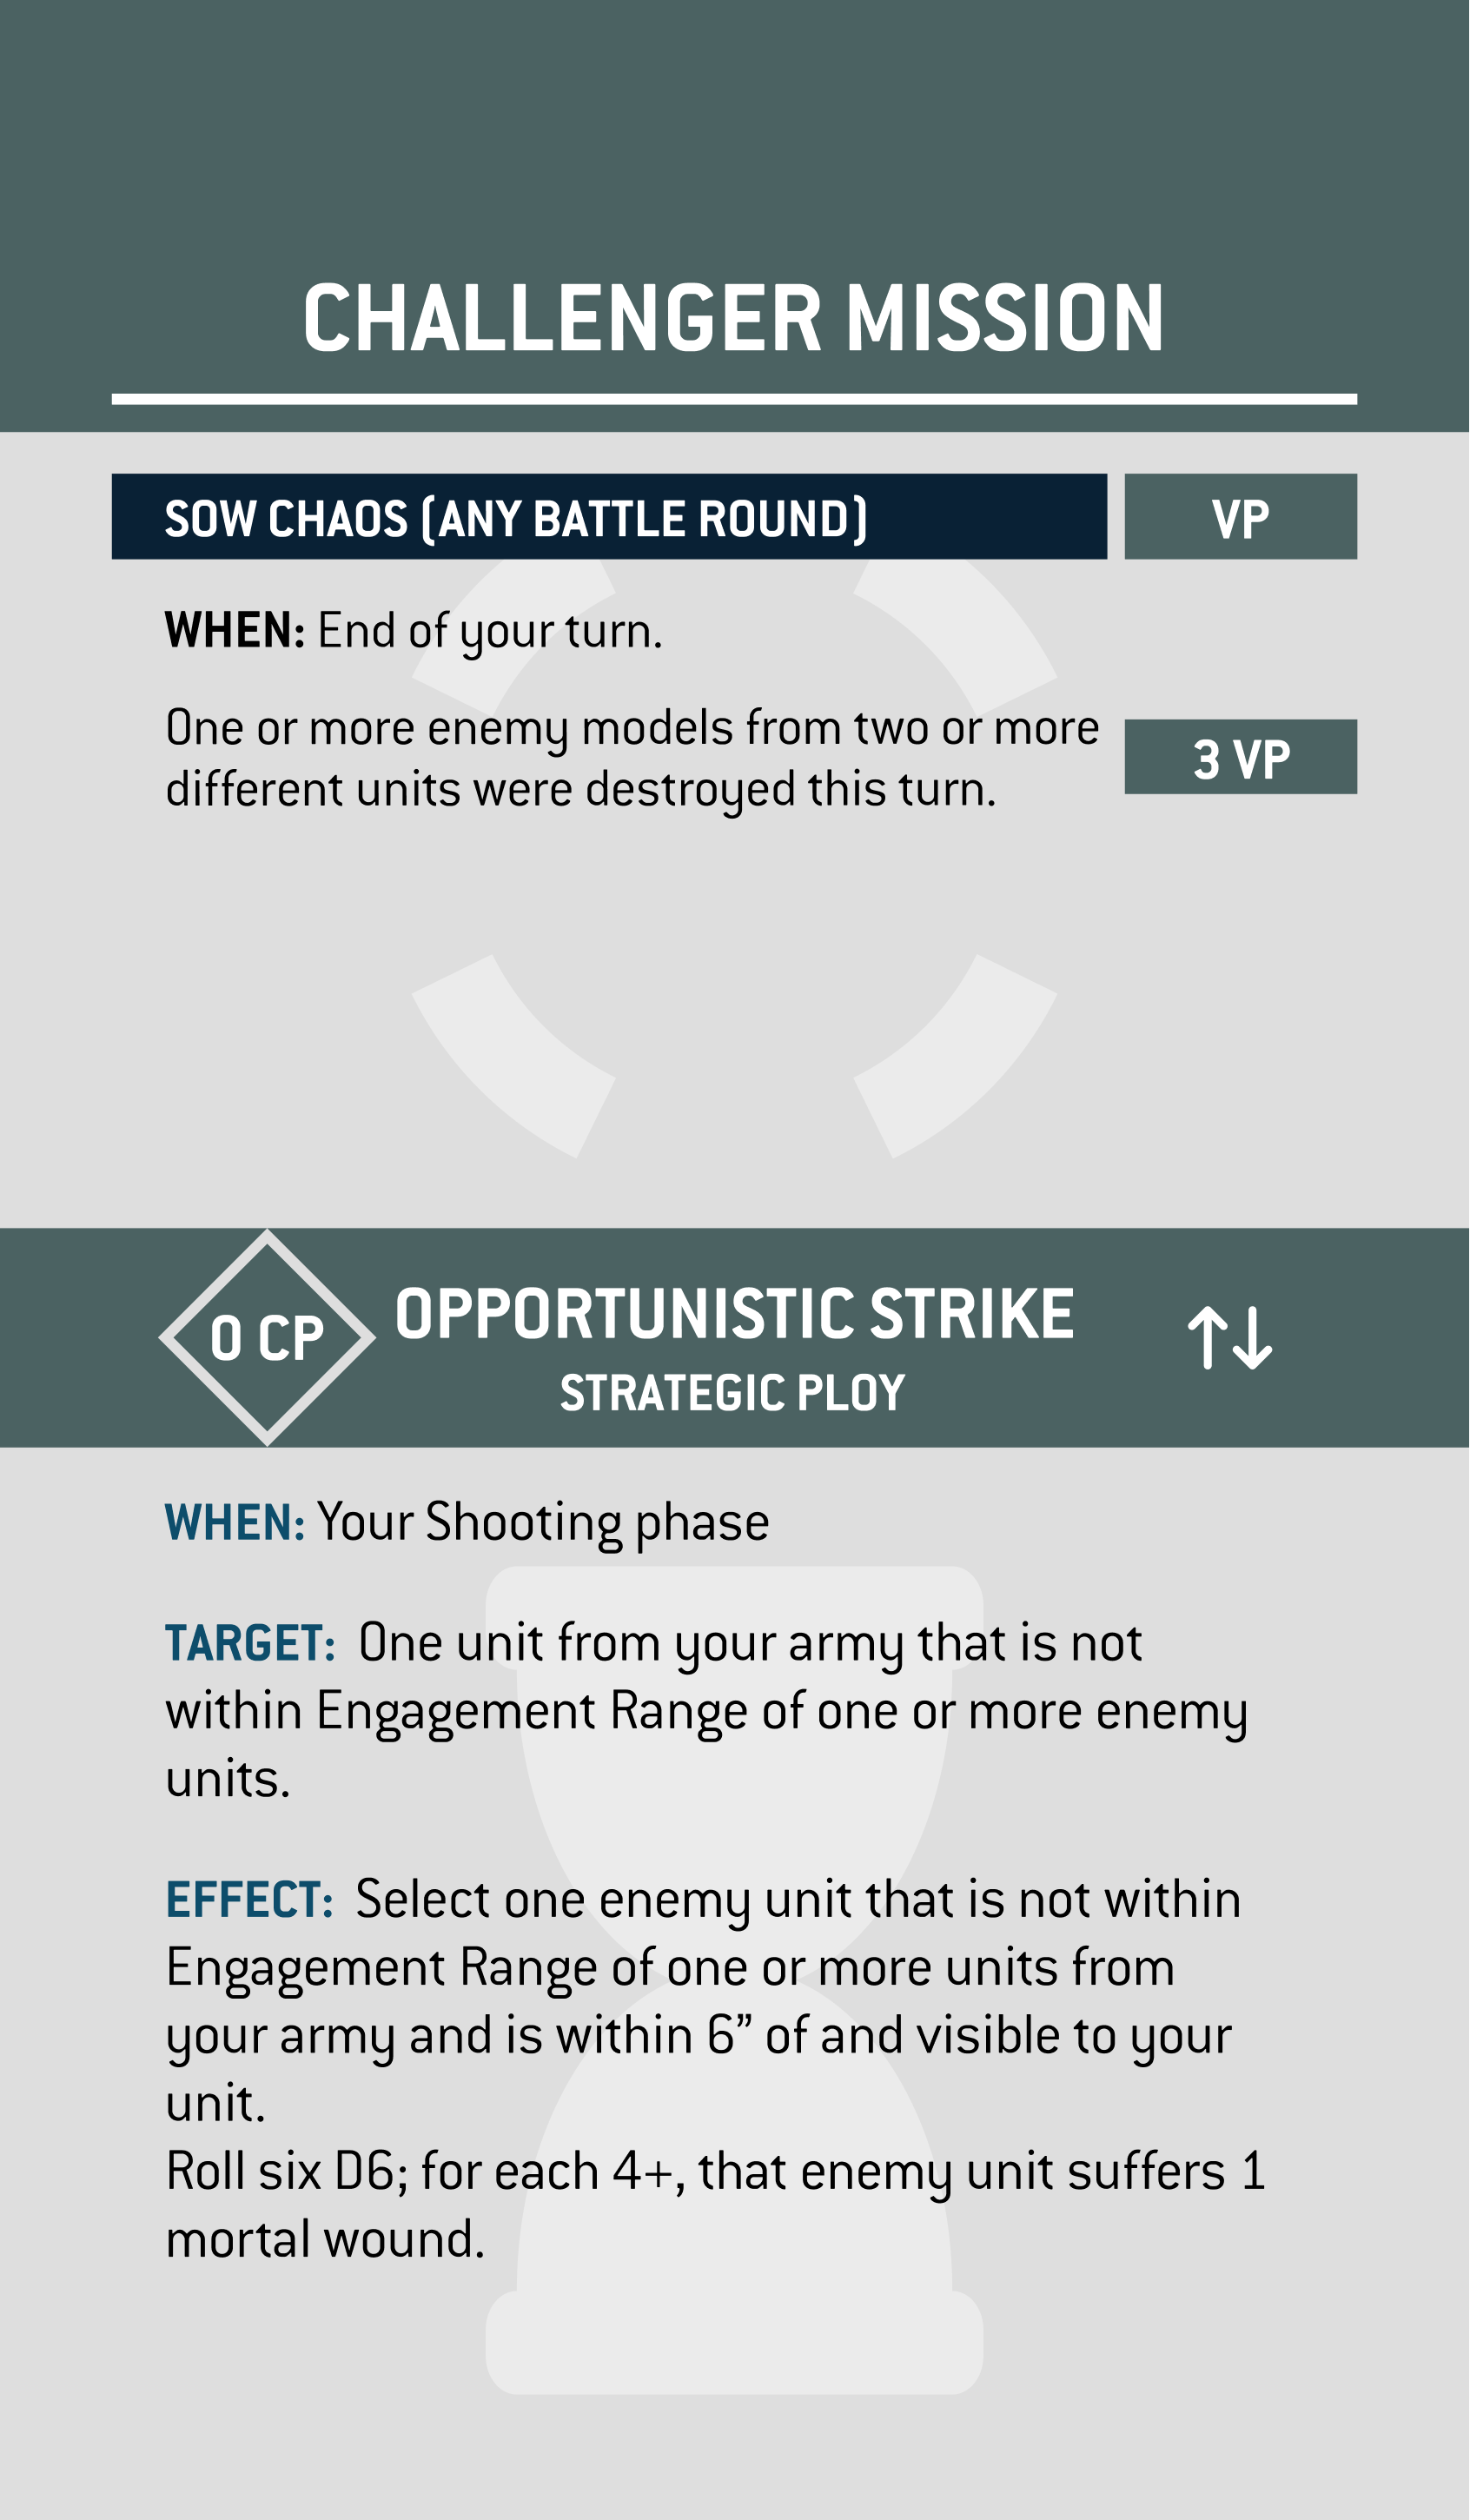 CHALLENGER MISSION
SOW CHAOS (ANY BATTLE ROUND)
VP
WHEN: End of your turn.
One or more enemy models from two or more
different units were destroyed this turn.
3 VP
0 CP
OPPORTUNISTIC STRIKE
STRATEGIC PLOY
WHEN: Your Shooting phase
TARGET: One unit from your army that is not
within Engagement Range of one or more enemy
units.
EFFECT: Select one enemy unit that is not within
Engagement Range of one or more units from
your army and is within 6” of and visible to your
unit.
Roll six D6; for each 4+, that enemy unit suffers 1
mortal wound.